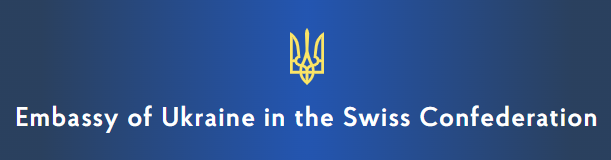 Embassy of Ukraine in the Swiss Confederation